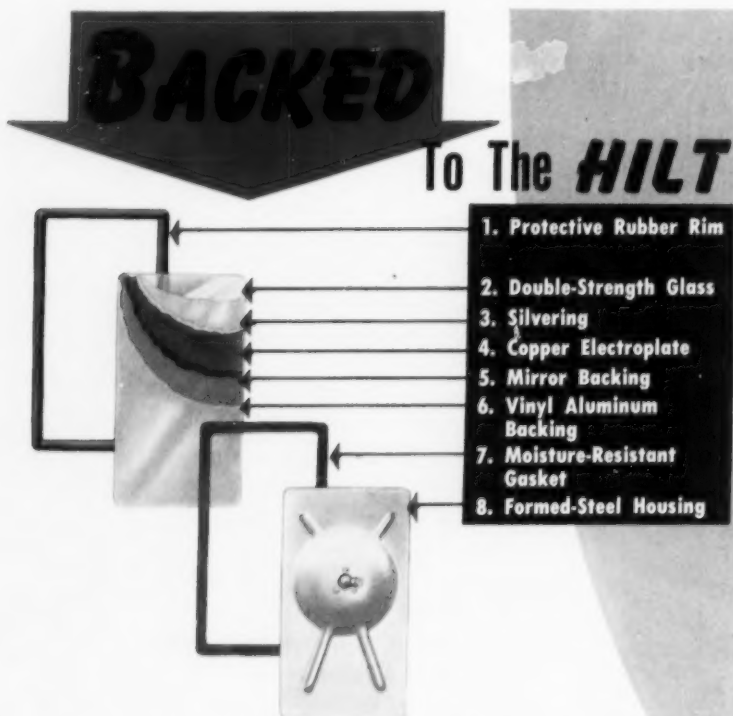 BACKED
To The HILT
1. Protective Rubber Rim
2. Double-Strength Glass
3. Silvering
4. Copper Electroplate
5. Mirror Backing
6. Vinyl Aluminum
Backing
7. Moisture-Resistant
Gasket
8. Formed-Steel Housing